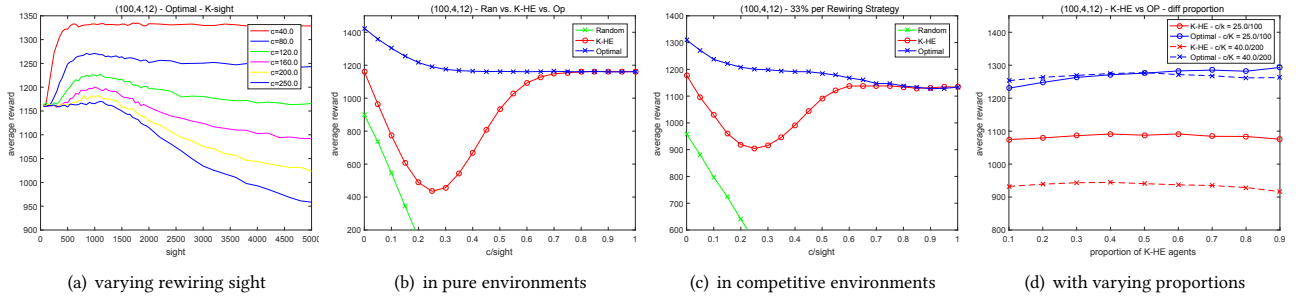 (100,4,12) - Optimal - K-sight
1350
1300
1250
1200
1150
1100
1050
1000
950
900
average reward
c=40.0
c=80.0
c=120.0
c=160.0
c=200.0
c=250.0
0 500 1000 1500 2000 2500 3000 3500 4000 4500 5000
sight
(a) varying rewiring sight
(100,4,12) - Ran vs. K-HE vs. Op
1400
1200
1000
800
600
400
200
average reward
Random
K-HE
Optimal
0 0.1 0.2 0.3 0.4 0.5 0.6 0.7 0.8 0.9 1
c/sight
(b) in pure environments
(100,4,12) - 33% per Rewiring Strategy
1400
1300
1200
1100
1000
900
800
700
600
average reward
Random
K-HE
Optimal
0 0.1 0.2 0.3 0.4 0.5 0.6 0.7 0.8 0.9 1
c/sight
(c) in competitive environments
(100,4,12) - K-HE vs OP - diff proportion
1400
1300
1200
1100
1000
900
800
average reward
K-HE - c/k = 25.0/100
Optimal - c/K = 25.0/100
K-HE - c/K = 40.0/200
Optimal - c/K = 40.0/200
0.1 0.2 0.3 0.4 0.5 0.6 0.7 0.8 0.9
proportion of K-HE agents
(d) with varying proportions